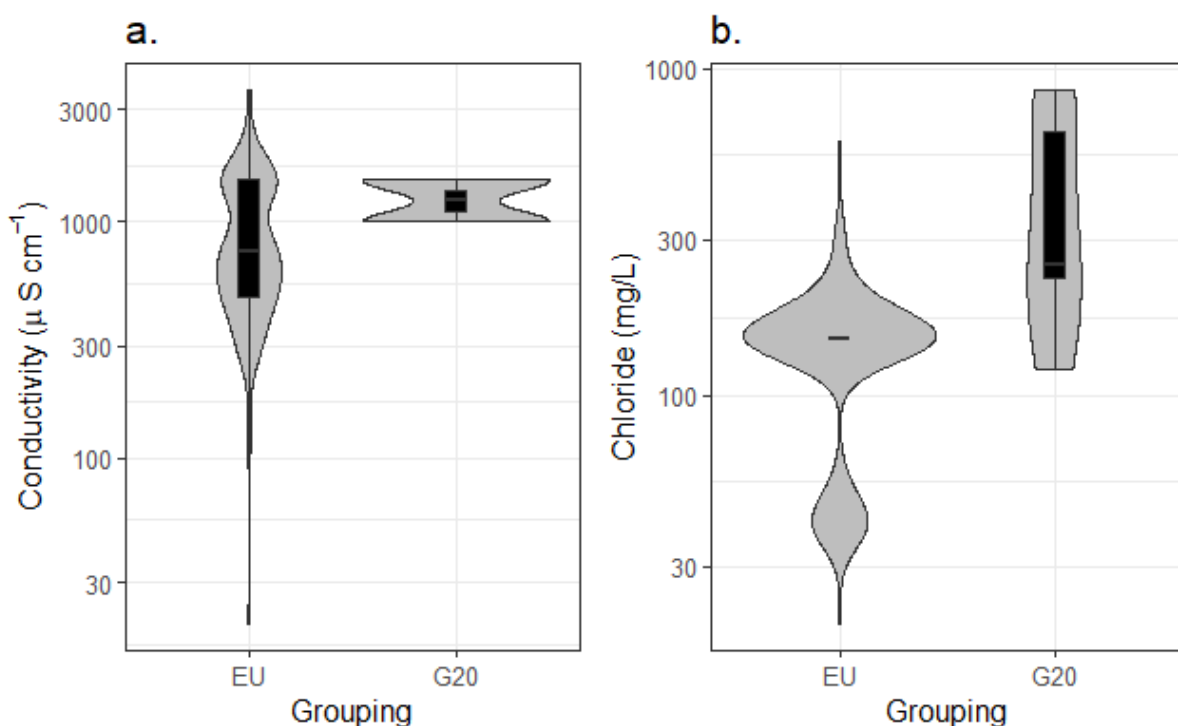 a.
Conductivity (μ S cm⁻¹)
3000
1000
300
100
30
EU
G20
Grouping
b.
Chloride (mg/L)
1000
300
100
30
EU
G20
Grouping